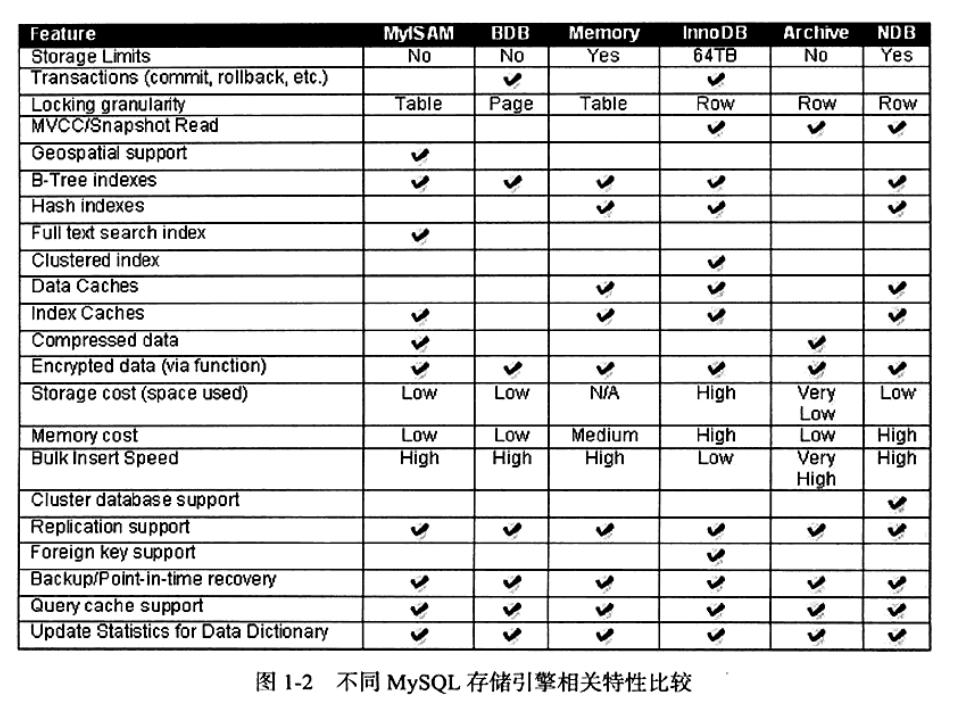 Feature MyISAM BDB Memory InnoDB Archive NDB
Storage Limits No No Yes 64TB No Yes
Transactions (commit, rollback, etc.) ✔ ✔
Locking granularity Table Page Table Row Row Row
MVCC/Snapshot Read ✔ ✔ ✔
Geospatial support ✔
B-Tree indexes ✔ ✔ ✔ ✔ ✔
Hash indexes ✔ ✔ ✔
Full text search index ✔
Clustered index ✔
Data Caches ✔ ✔ ✔
Index Caches ✔ ✔ ✔ ✔
Compressed data ✔ ✔
Encrypted data (via function) ✔ ✔ ✔ ✔ ✔ ✔
Storage cost (space used) Low Low N/A High Very Low
Low
Memory cost Low Low Medium High Low High
Bulk Insert Speed High High High Low Very High
High
Cluster database support ✔
Replication support ✔ ✔ ✔ ✔ ✔ ✔
Foreign key support ✔
Backup/Point-in-time recovery ✔ ✔ ✔ ✔ ✔ ✔
Query cache support ✔ ✔ ✔ ✔ ✔ ✔
Update Statistics for Data Dictionary ✔ ✔ ✔ ✔ ✔ ✔
图 1-2 不同 MySQL 存储引擎相关特性比较